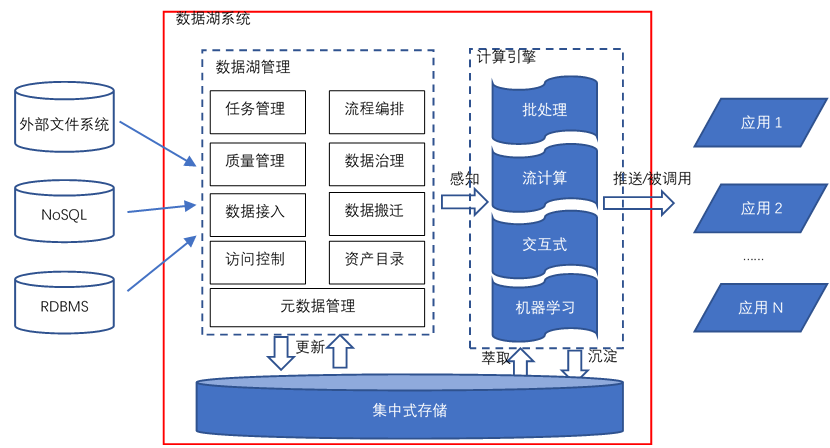 数据湖系统
外部文件系统
NoSQL
RDBMS
数据湖管理
任务管理
流程编排
质量管理
数据治理
数据接入
数据搬迁
访问控制
资产目录
元数据管理
感知
计算引擎
批处理
流计算
交互式
机器学习
推送/被调用
应用 1
应用 2
......
应用 N
更新
萃取
沉淀
集中式存储